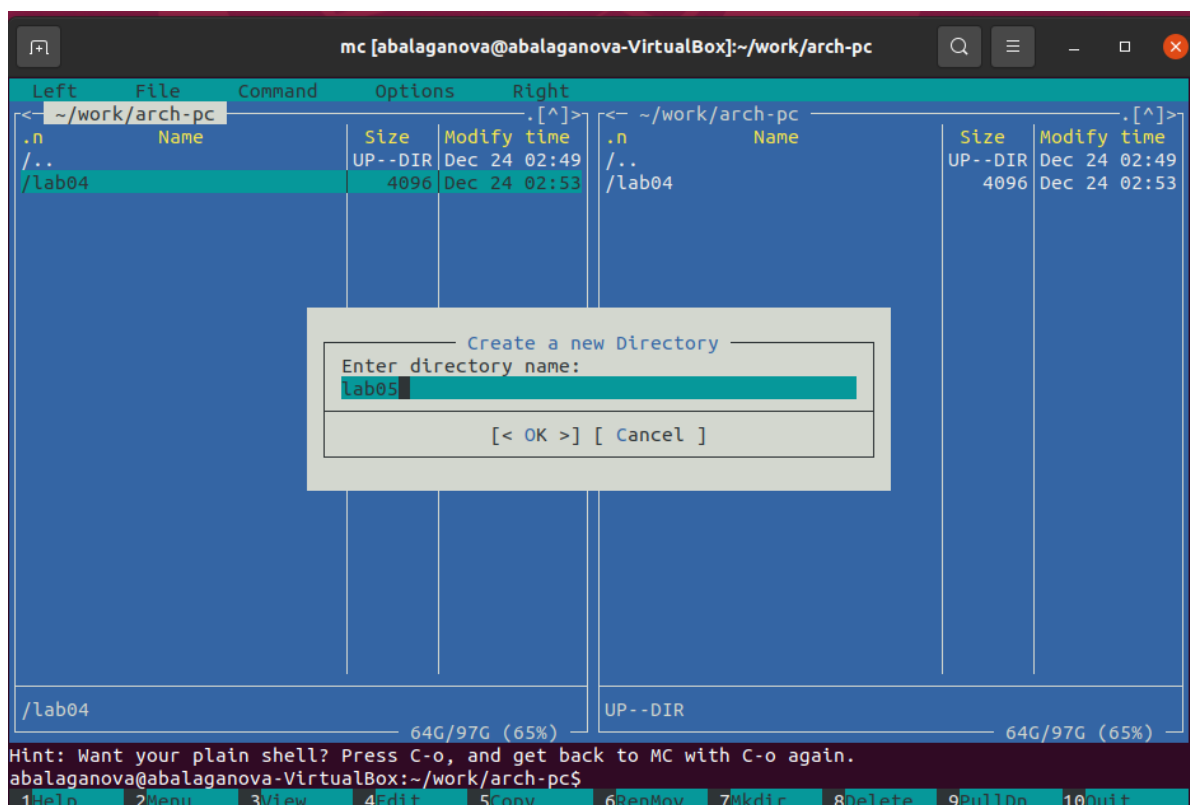 mc [abalaganova@abalaganova-VirtualBox]:~/work/arch-pc
Left File Command Options Right
<─ ~/work/arch-pc ─.[^]>
.n Name Size Modify time
/.. UP--DIR Dec 24 02:49
/lab04 4096 Dec 24 02:53
<─ ~/work/arch-pc ─.[^]>
.n Name Size Modify time
/.. UP--DIR Dec 24 02:49
/lab04 4096 Dec 24 02:53
Create a new Directory
Enter directory name:
lab05
[< OK >] [ Cancel ]
/lab04
64G/97G (65%)
UP--DIR
64G/97G (65%)
Hint: Want your plain shell? Press C-o, and get back to MC with C-o again.
abalaganova@abalaganova-VirtualBox:~/work/arch-pc$
1Help 2Menu 3View 4Edit 5Copy 6RenMov 7Mkdir 8Delete 9PullDn 10Quit